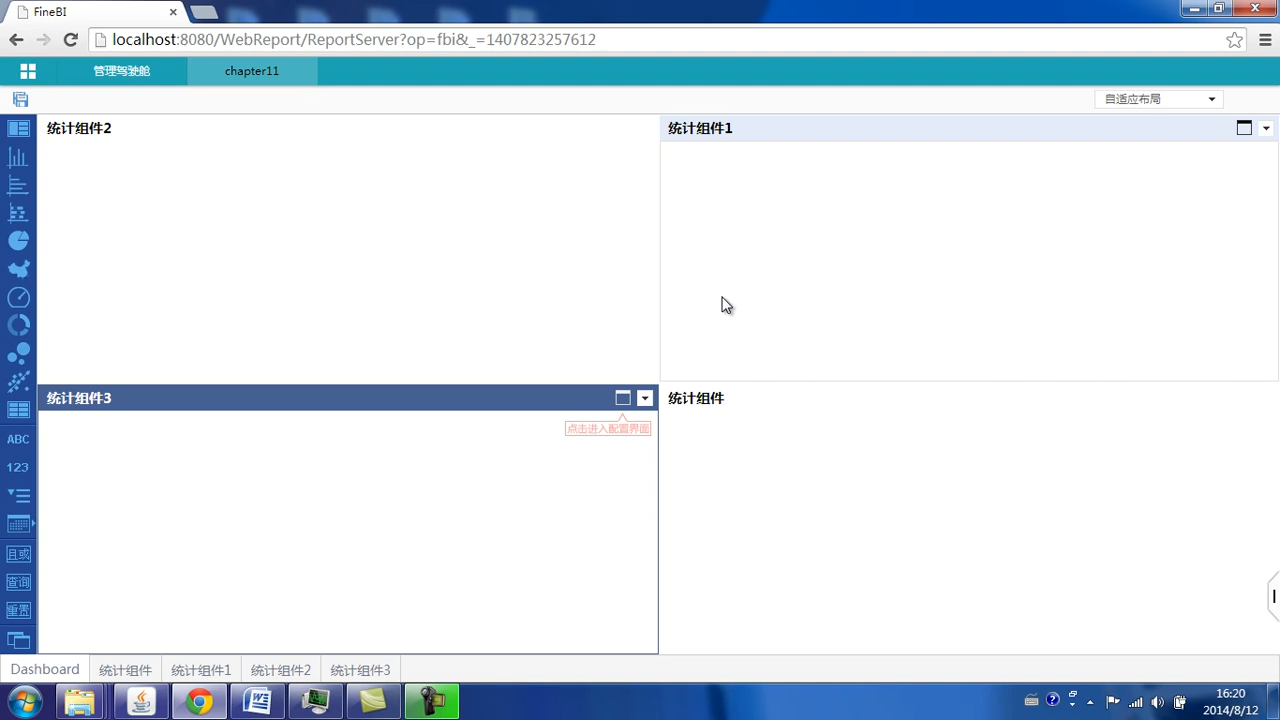 FineBI
localhost:8080/WebReport/ReportServer?op=fbi&_=1407823257612
管理驾驶舱
chapter11
自适应布局
统计组件2
统计组件1
统计组件3
点击进入配置界面
统计组件
ABC
123
且或
查询
重置
Dashboard
统计组件
统计组件1
统计组件2
统计组件3
16:20
2014/8/12